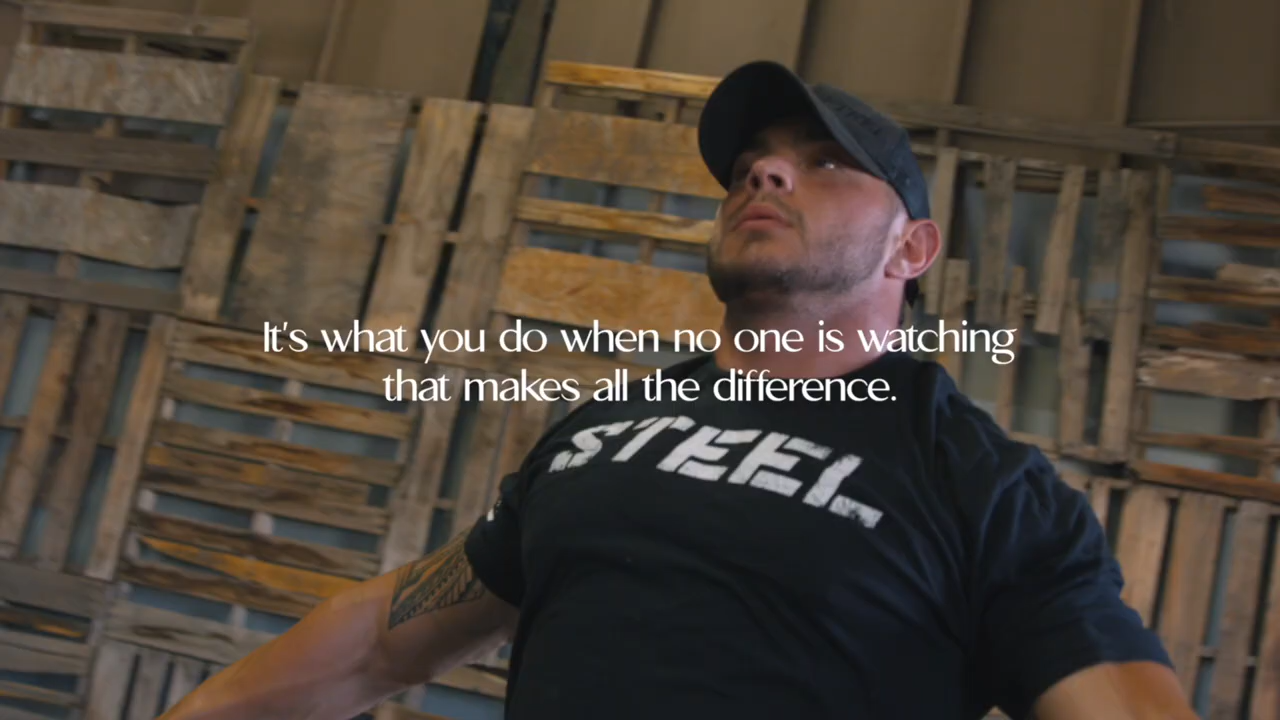 It's what you do when no one is watching
that makes all the difference.
STEEL